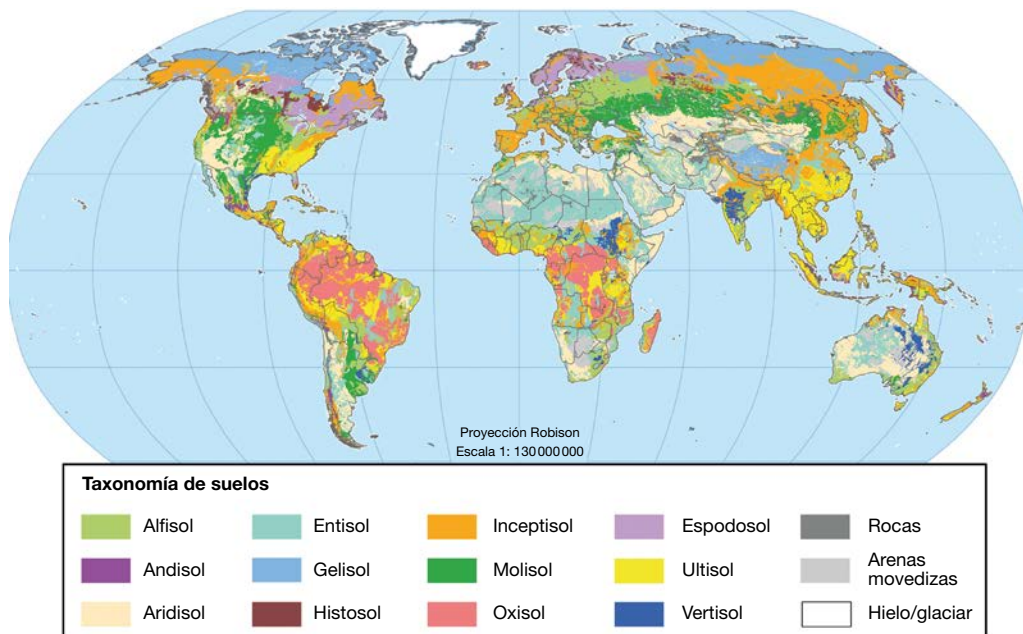 Proyección Robison
Escala 1: 130 000 000
Taxonomía de suelos
Alfisol
Entisol
Inceptisol
Espodosol
Rocas
Andisol
Gelisol
Molisol
Ultisol
Arenas
movedizas
Aridisol
Histosol
Oxisol
Vertisol
Hielo/glaciar